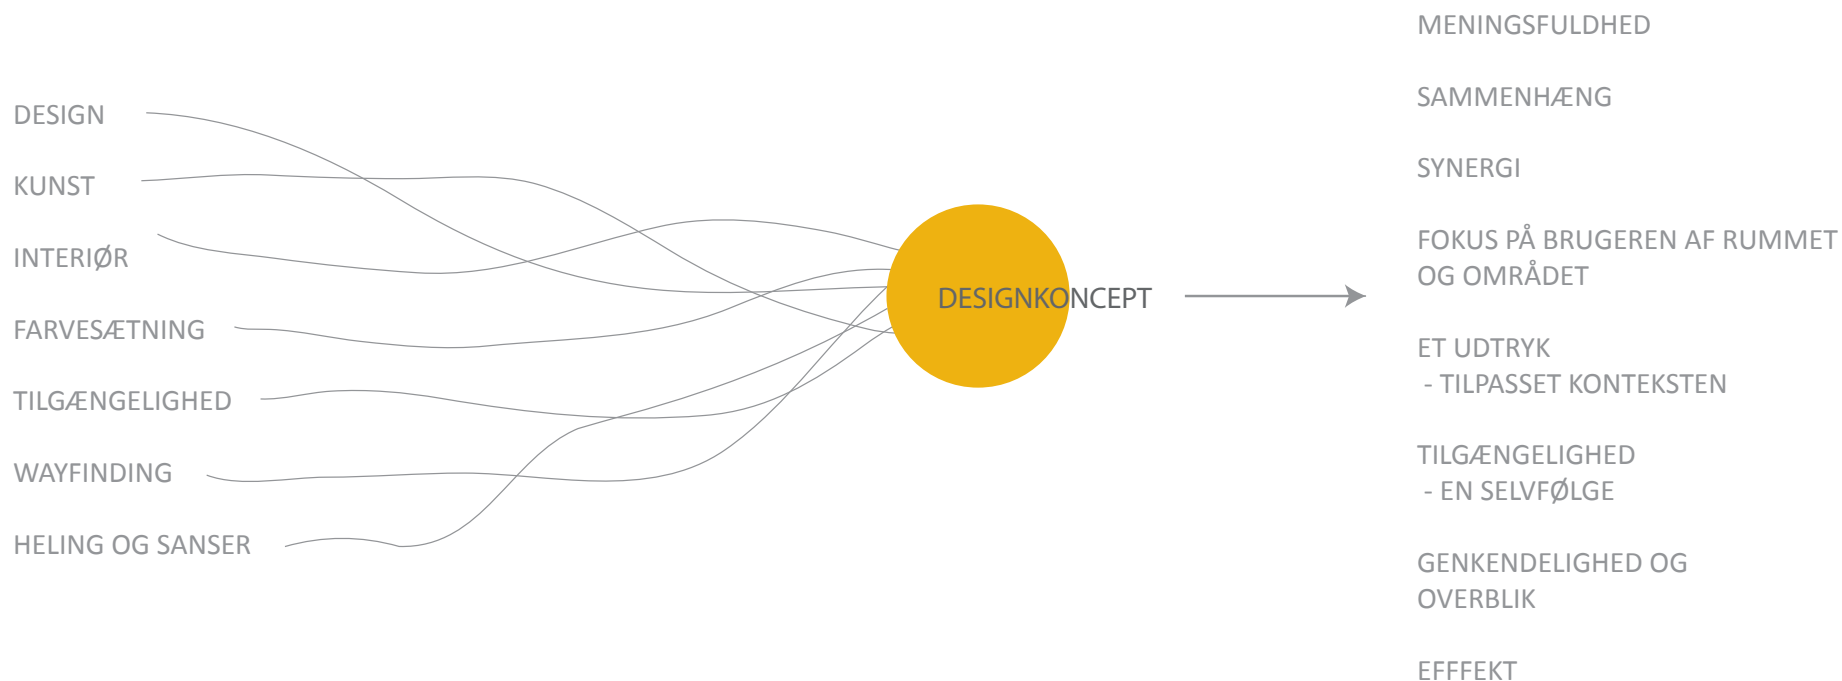 DESIGN
KUNST
INTERIØR
FARVESÆTNING
TILGÆNGELIGHED
WAYFINDING
HELING OG SANSER
DESIGNKONCEPT
MENINGSFULDHED
SAMMENHÆNG
SYNERGI
FOKUS PÅ BRUGEREN AF RUMMET
OG OMRÅDET
ET UDTRYK
- TILPASSET KONTEKSTEN
TILGÆNGELIGHED
- EN SELVFØLGE
GENKENDELIGHED OG
OVERBLIK
EFFFEKT